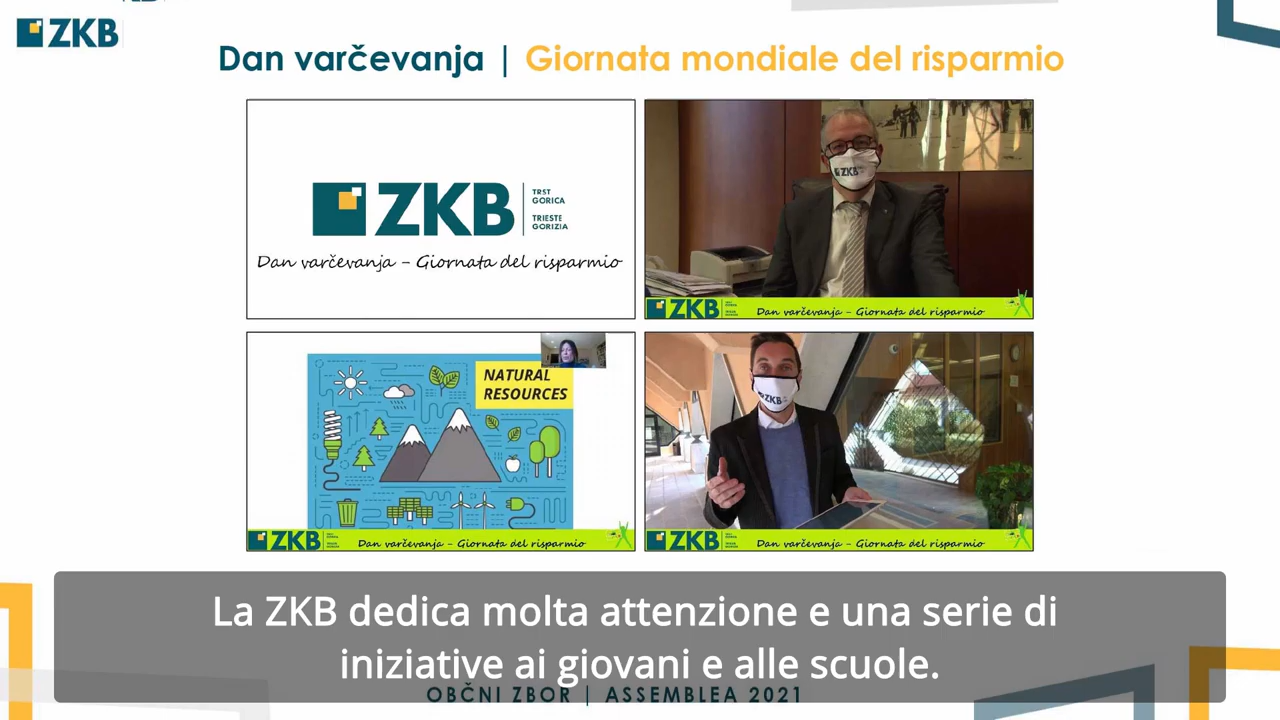 ZKB
Dan varčevanja | Giornata mondiale del risparmio
ZKB
TRST
GORICA
TRIESTE
GORIZIA
Dan varčevanja - Giornata del risparmio
ZKB
ZKB
Dan varčevanja - Giornata del risparmio
NATURAL
RESOURCES
ZKB
Dan varčevanja - Giornata del risparmio
ZKB
ZKB
Dan varčevanja - Giornata del risparmio
La ZKB dedica molta attenzione e una serie di
iniziative ai giovani e alle scuole.
OBČNI ZBOR | ASSEMBLEA 2021